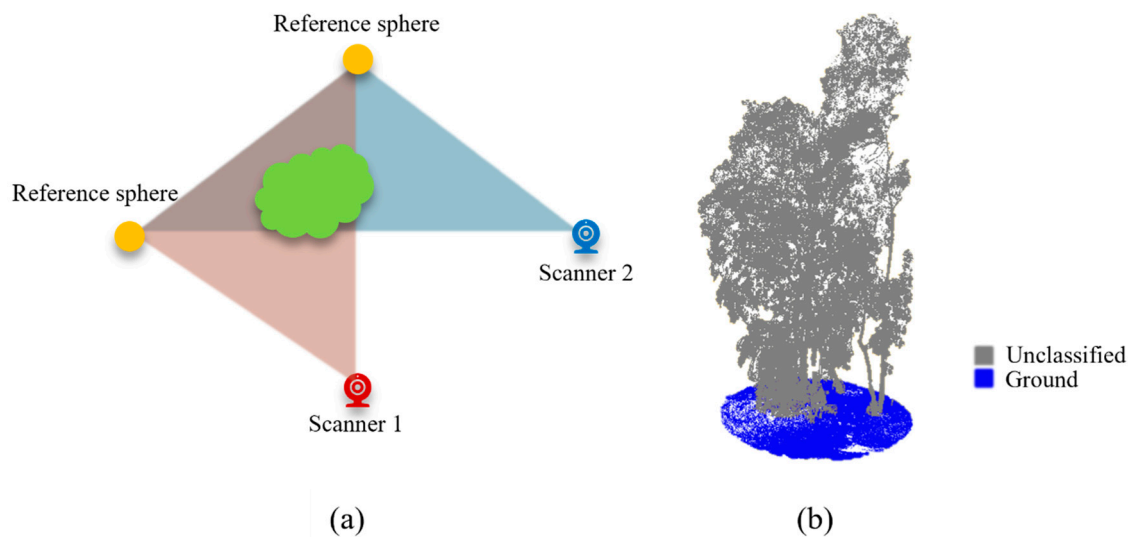 Reference sphere
Reference sphere
Scanner 2
Scanner 1
Unclassified
Ground
(a)
(b)